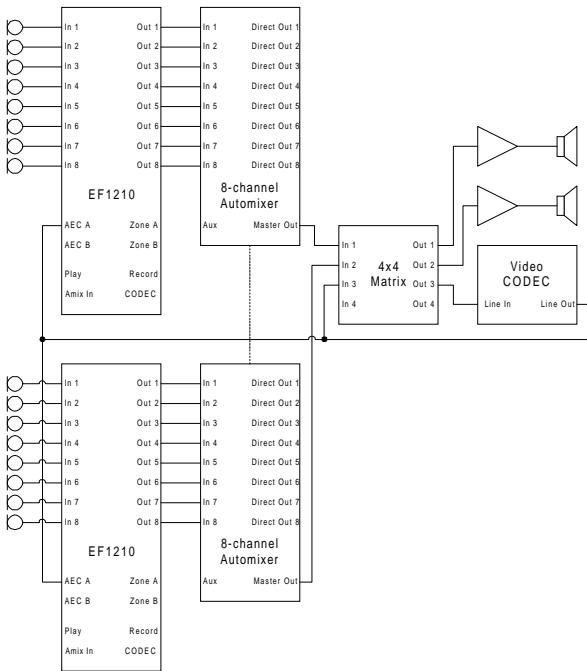 In 1 Out 1 In 1 Direct Out 1
In 2 Out 2 In 2 Direct Out 2
In 3 Out 3 In 3 Direct Out 3
In 4 Out 4 In 4 Direct Out 4
In 5 Out 5 In 5 Direct Out 5
In 6 Out 6 In 6 Direct Out 6
In 7 Out 7 In 7 Direct Out 7
In 8 Out 8 In 8 Direct Out 8
EF1210
8-channel
Automixer
AEC A Zone A Aux Master Out
AEC B Zone B
Play Record
Amix In CODEC
In 1 Out 1
In 2 Out 2
In 3 Out 3
In 4 Out 4
4x4
Matrix
Video
CODEC
Line In Line Out
In 1 Out 1 In 1 Direct Out 1
In 2 Out 2 In 2 Direct Out 2
In 3 Out 3 In 3 Direct Out 3
In 4 Out 4 In 4 Direct Out 4
In 5 Out 5 In 5 Direct Out 5
In 6 Out 6 In 6 Direct Out 6
In 7 Out 7 In 7 Direct Out 7
In 8 Out 8 In 8 Direct Out 8
EF1210
8-channel
Automixer
AEC A Zone A Aux Master Out
AEC B Zone B
Play Record
Amix In CODEC